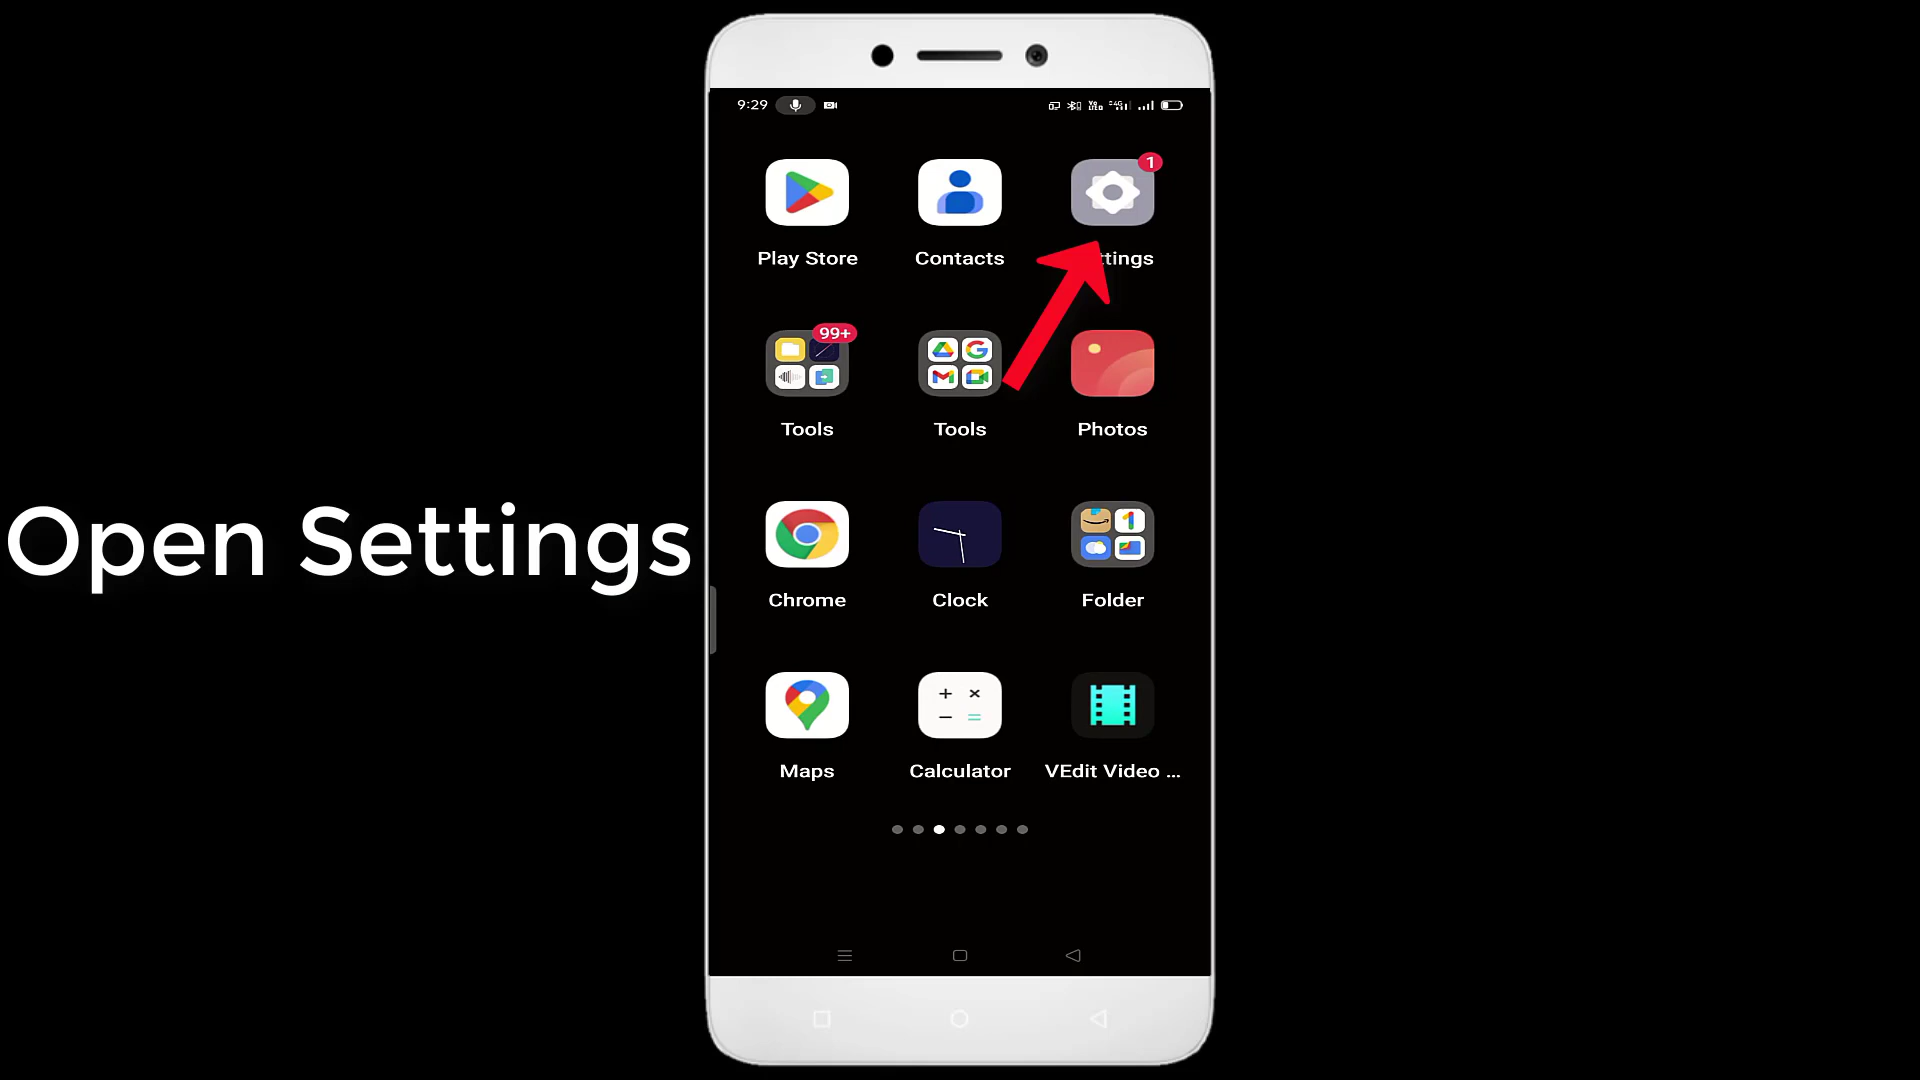 9:29
1
Play Store
Contacts
ttings
99+
Tools
Tools
Photos
Open Settings
Chrome
Clock
Folder
Maps
Calculator
VEdit Video ...